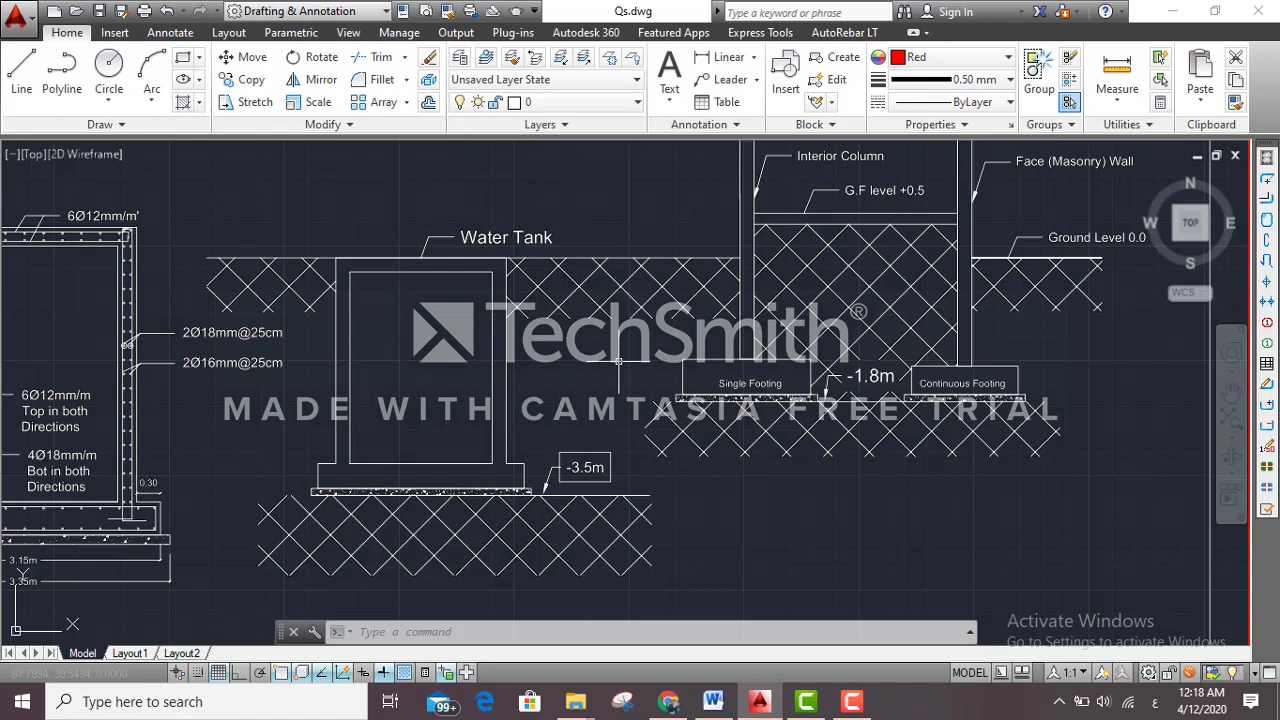 Drafting & Annotation
Qs.dwg
Type a keyword or phrase
Sign In
Home Insert Annotate Layout Parametric View Manage Output Plug-ins Autodesk 360 Featured Apps Express Tools AutoRebar LT
Line
Polyline
Circle
Arc
Move Rotate Trim
Copy Mirror Fillet
Stretch Scale Array
Unsaved Layer State
0
Text
Linear
Leader
Table
Insert
Create
Edit
Red
0.50 mm
ByLayer
Group
Measure
Paste
Draw Modify Layers Annotation Block Properties Groups Utilities Clipboard
[−][Top][2D Wireframe]
Interior Column
Face (Masonry) Wall
G.F level +0.5
Ground Level 0.0
N
W TOP E
S
WCS
6Ø12mm/m'
Water Tank
2Ø18mm@25cm
2Ø16mm@25cm
TechSmith®
MADE WITH CAMTASIA FREE TRIAL
Single Footing
-1.8m
Continuous Footing
6Ø12mm/m
Top in both
Directions
4Ø18mm/m
Bot in both
Directions
0.30
-3.5m
3.15m
3.35m
Y
X
Activate Windows
Go to Settings to activate Windows.
Type a command
Model Layout1 Layout2
MODEL
1:1
Type here to search
99+
12:18 AM
4/12/2020
ع